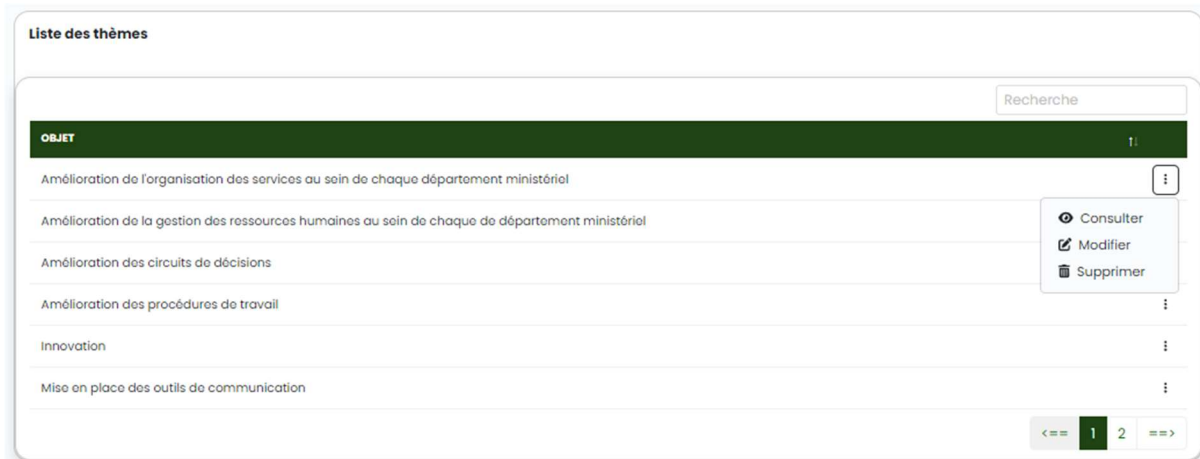 Liste des thèmes
Recherche
OBJET
Amélioration de l'organisation des services au sein de chaque département ministériel
Amélioration de la gestion des ressources humaines au sein de chaque de département ministériel
Consulter
Modifier
Supprimer
Amélioration des circuits de décisions
Amélioration des procédures de travail
Innovation
Mise en place des outils de communication
<== 1 2 ==>